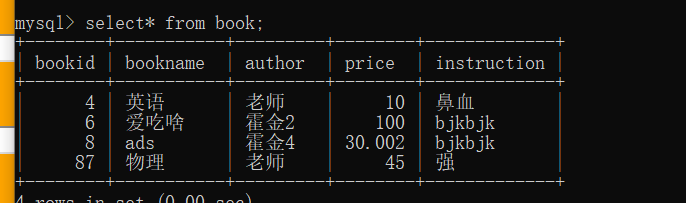 mysql> select* from book;
+--------+-----------+---------+--------+-------------+
| bookid | bookname | author | price | instruction |
+--------+-----------+---------+--------+-------------+
| 4 | 英语 | 老师 | 10 | 鼻血 |
| 6 | 爱吃啥 | 霍金2 | 100 | bjkbjk |
| 8 | ads | 霍金4 | 30.002 | bjkbjk |
| 87 | 物理 | 老师 | 45 | 强 |
+--------+-----------+---------+--------+-------------+
4 rows in set (0.00 sec)